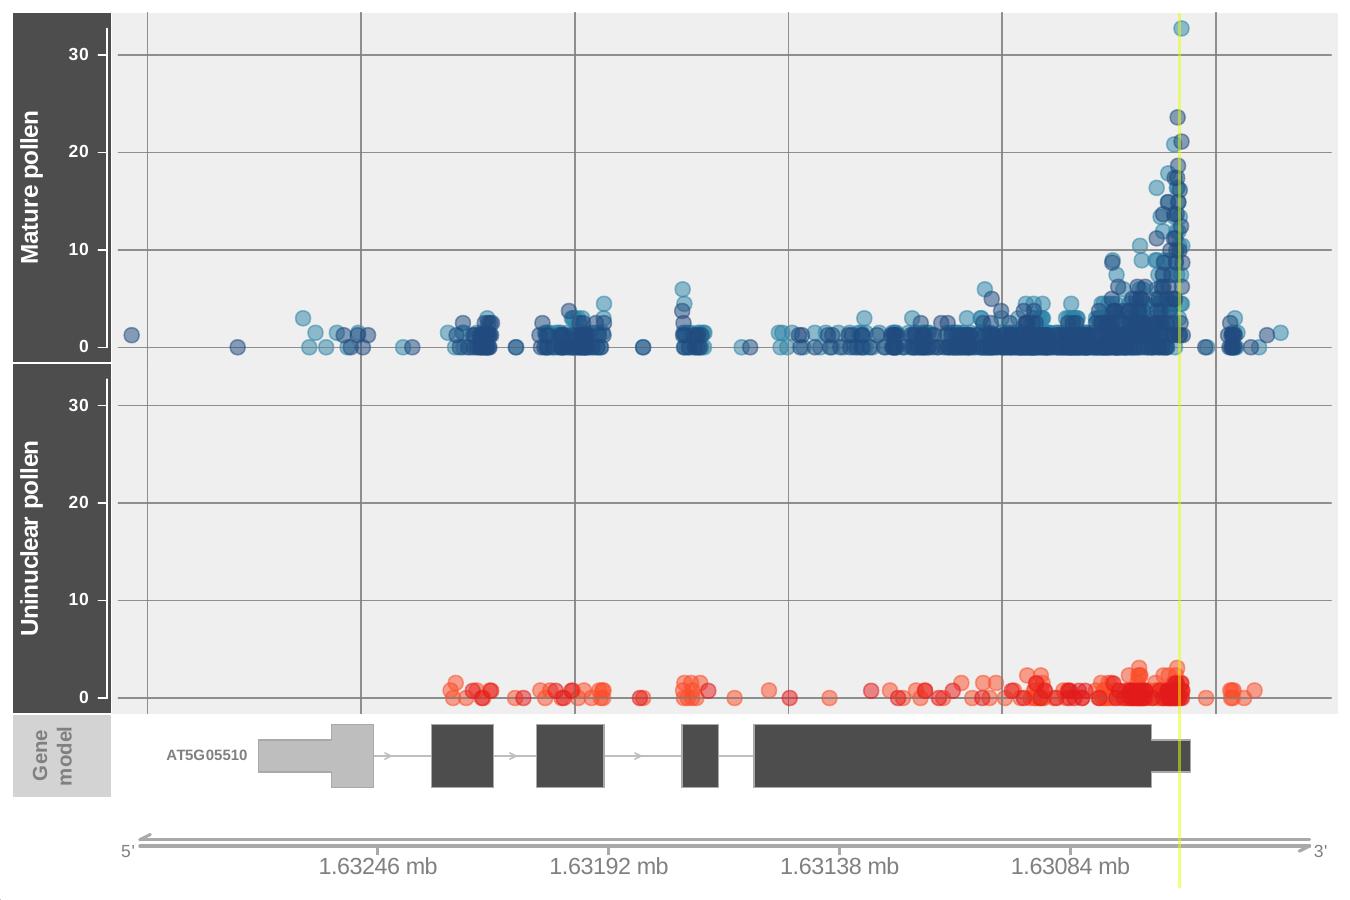 Mature pollen
30
20
10
0
Uninuclear pollen
30
20
10
0
Gene
model
AT5G05510
5'
3'
1.63246 mb
1.63192 mb
1.63138 mb
1.63084 mb